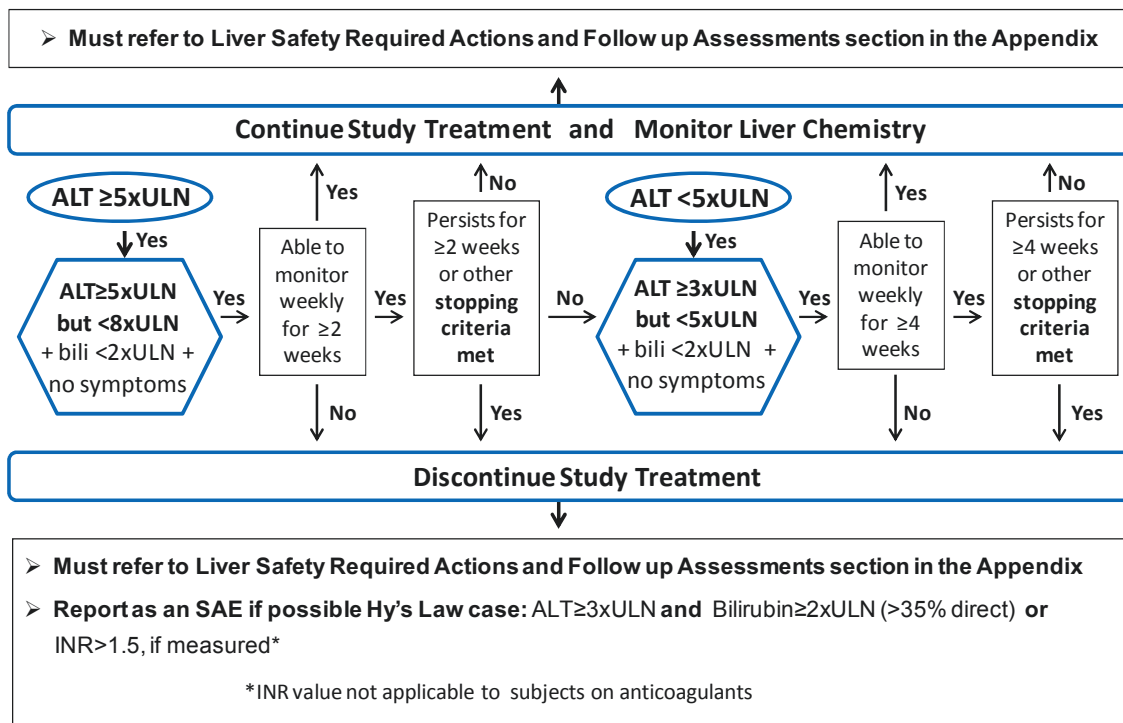 ➢ Must refer to Liver Safety Required Actions and Follow up Assessments section in the Appendix
Continue Study Treatment and Monitor Liver Chemistry
ALT ≥5xULN
Yes
ALT≥5xULN
but <8xULN
+ bili <2xULN +
no symptoms
Yes
Yes
Able to
monitor
weekly
for ≥2
weeks
No
Yes
No
Persists for
≥2 weeks
or other
stopping
criteria
met
Yes
No
ALT <5xULN
Yes
ALT ≥3xULN
but <5xULN
+ bili <2xULN +
no symptoms
Yes
Yes
Able to
monitor
weekly
for ≥4
weeks
No
Yes
No
Persists for
≥4 weeks
or other
stopping
criteria
met
Yes
Discontinue Study Treatment
➢ Must refer to Liver Safety Required Actions and Follow up Assessments section in the Appendix
➢ Report as an SAE if possible Hy's Law case: ALT≥3xULN and Bilirubin≥2xULN (>35% direct) or
INR>1.5, if measured*
*INR value not applicable to subjects on anticoagulants